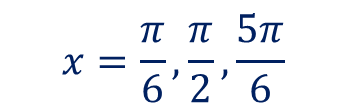 x = π/6, π/2, 5π/6